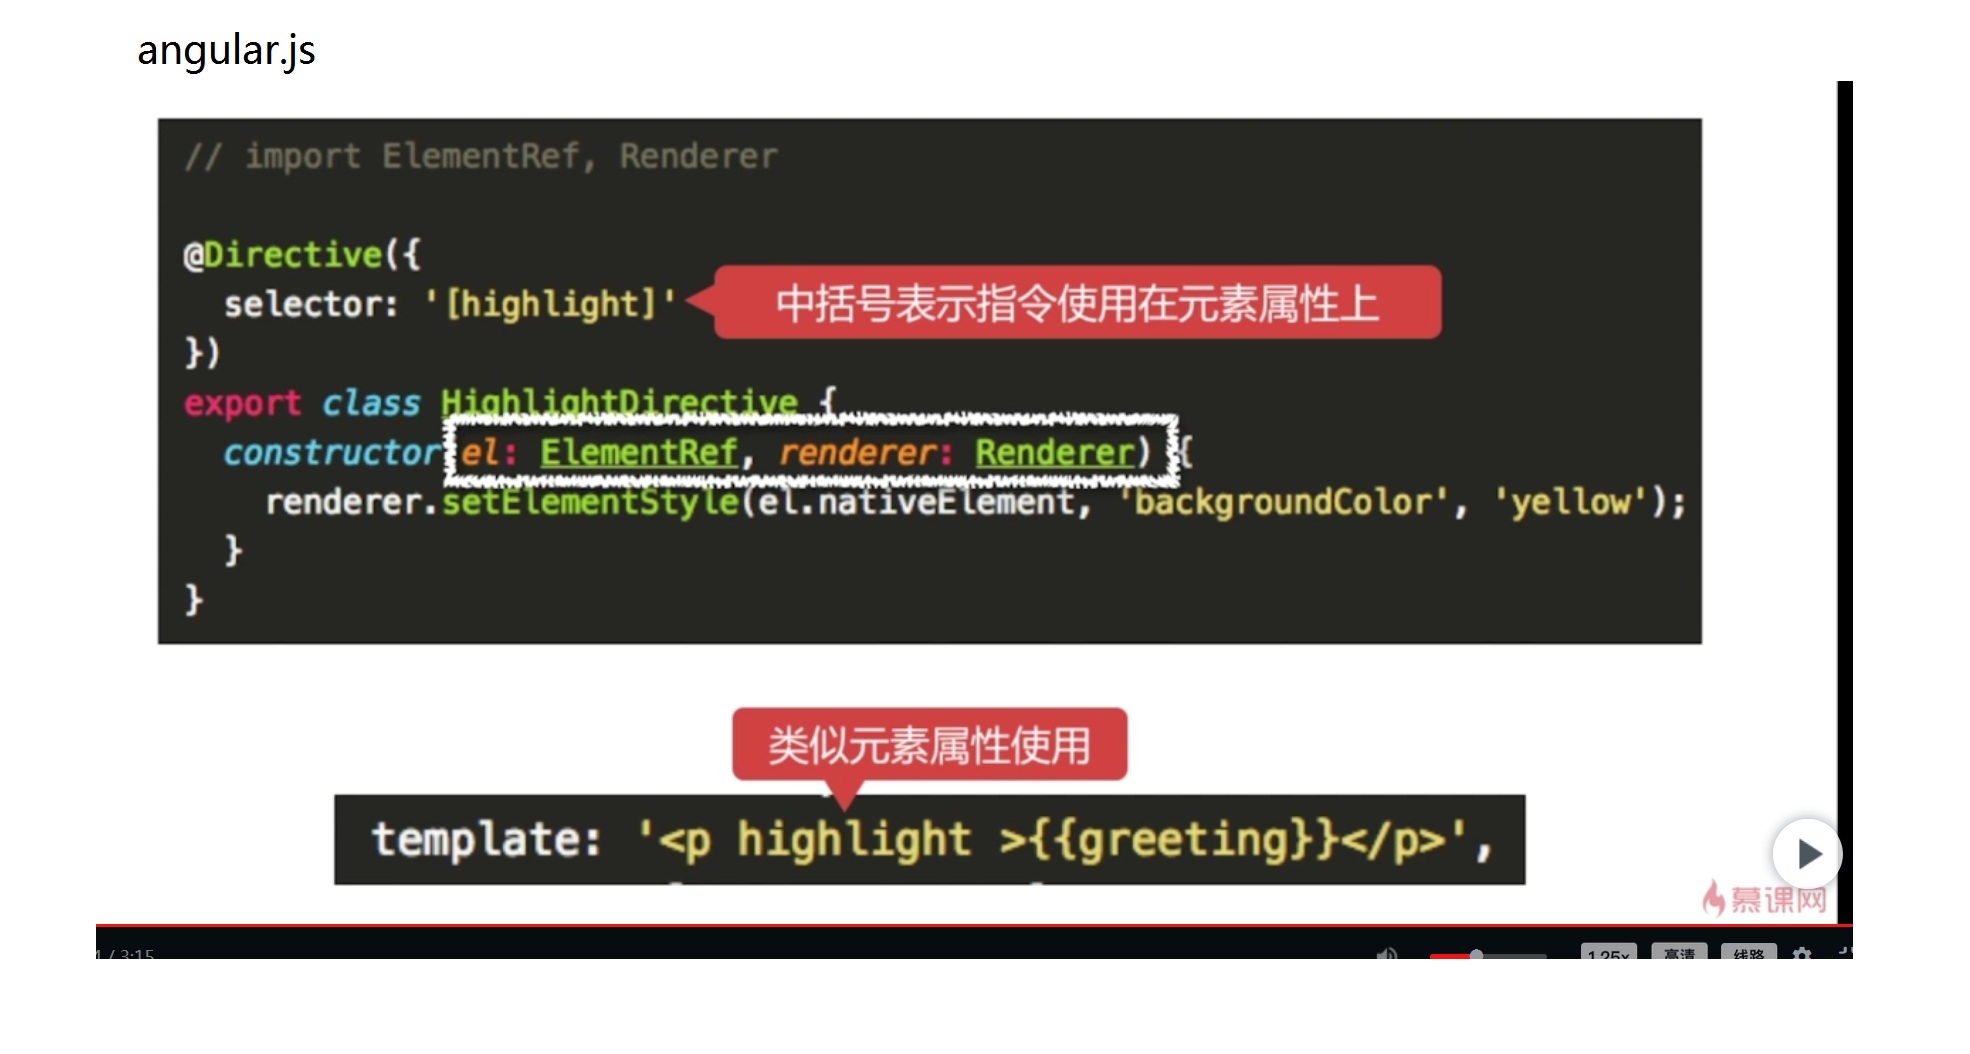 angular.js
// import ElementRef, Renderer
@Directive({
selector: '[highlight]'
中括号表示指令使用在元素属性上
})
export class HighlightDirective {
constructor el: ElementRef, renderer: Renderer) {
renderer.setElementStyle(el.nativeElement, 'backgroundColor', 'yellow');
}
}
类似元素属性使用
template: '<p highlight >{{greeting}}</p>',
慕课网
/ 3:15
1.25x
高清
线路